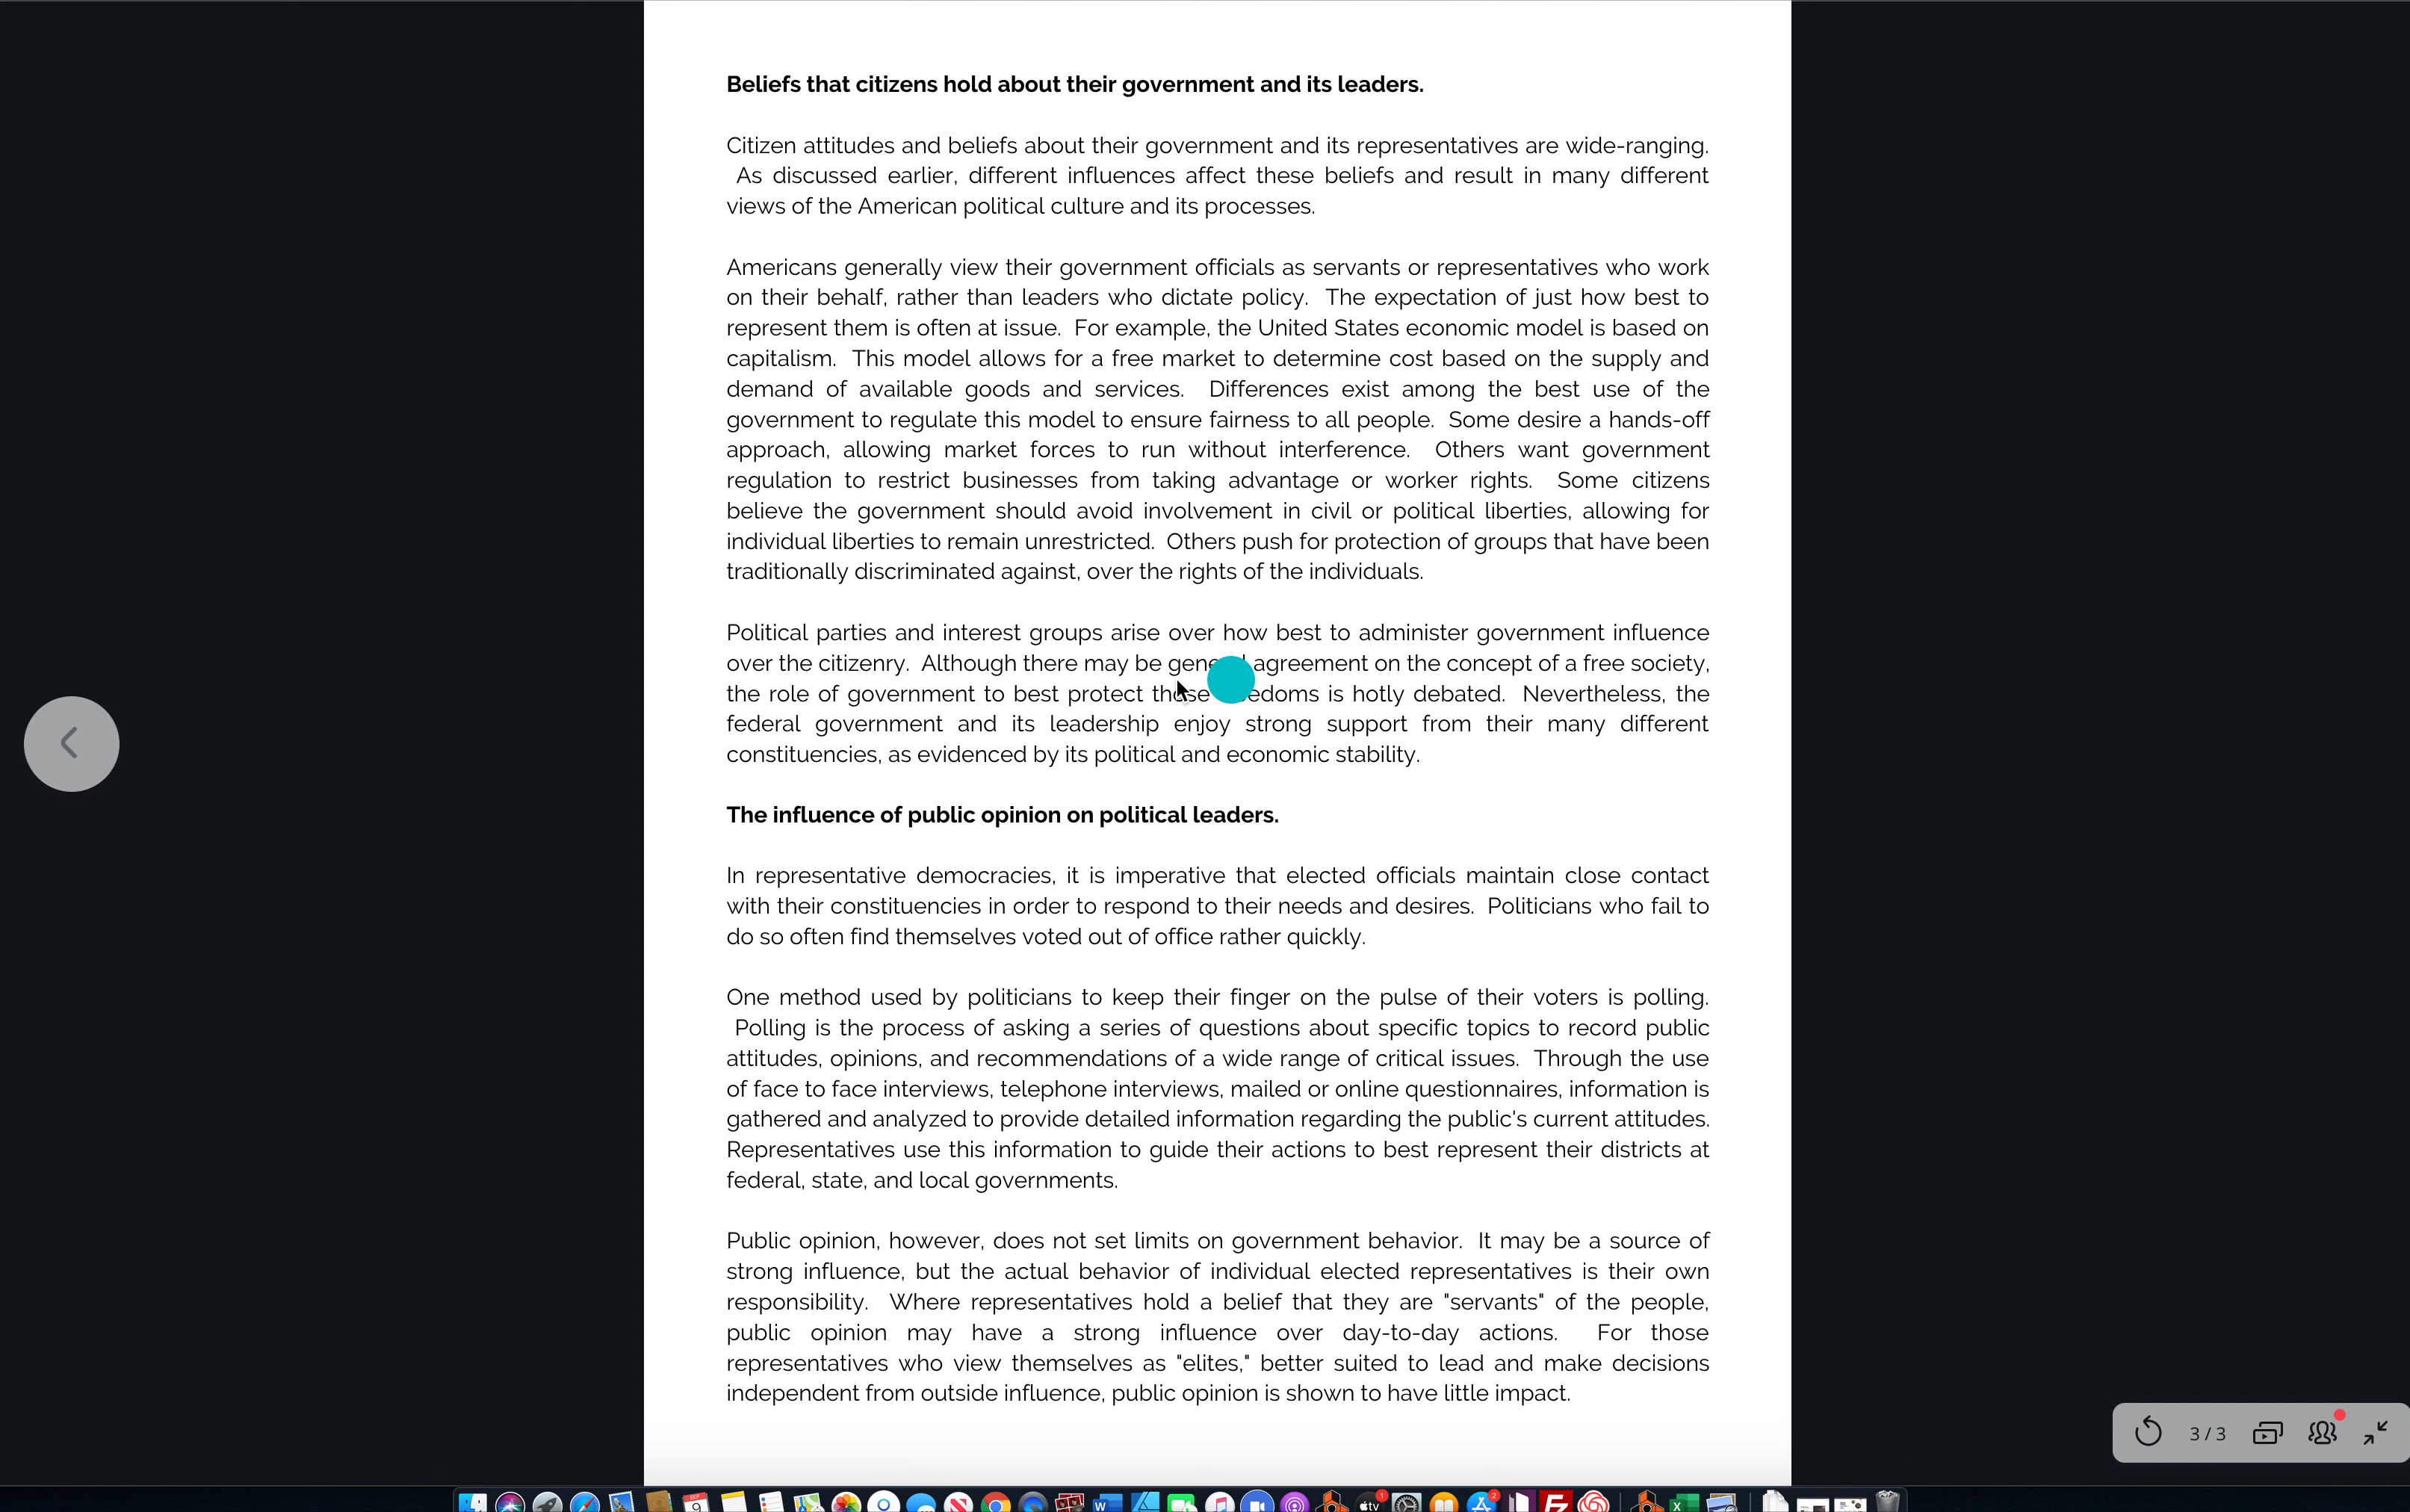 Beliefs that citizens hold about their government and its leaders.
Citizen attitudes and beliefs about their government and its representatives are wide-ranging.
As discussed earlier, different influences affect these beliefs and result in many different
views of the American political culture and its processes.
Americans generally view their government officials as servants or representatives who work
on their behalf, rather than leaders who dictate policy. The expectation of just how best to
represent them is often at issue. For example, the United States economic model is based on
capitalism. This model allows for a free market to determine cost based on the supply and
demand of available goods and services. Differences exist among the best use of the
government to regulate this model to ensure fairness to all people. Some desire a hands-off
approach, allowing market forces to run without interference. Others want government
regulation to restrict businesses from taking advantage or worker rights. Some citizens
believe the government should avoid involvement in civil or political liberties, allowing for
individual liberties to remain unrestricted. Others push for protection of groups that have been
traditionally discriminated against, over the rights of the individuals.
Political parties and interest groups arise over how best to administer government influence
over the citizenry. Although there may be general agreement on the concept of a free society,
the role of government to best protect those freedoms is hotly debated. Nevertheless, the
federal government and its leadership enjoy strong support from their many different
constituencies, as evidenced by its political and economic stability.
The influence of public opinion on political leaders.
In representative democracies, it is imperative that elected officials maintain close contact
with their constituencies in order to respond to their needs and desires. Politicians who fail to
do so often find themselves voted out of office rather quickly.
One method used by politicians to keep their finger on the pulse of their voters is polling.
Polling is the process of asking a series of questions about specific topics to record public
attitudes, opinions, and recommendations of a wide range of critical issues. Through the use
of face to face interviews, telephone interviews, mailed or online questionnaires, information is
gathered and analyzed to provide detailed information regarding the public's current attitudes.
Representatives use this information to guide their actions to best represent their districts at
federal, state, and local governments.
Public opinion, however, does not set limits on government behavior. It may be a source of
strong influence, but the actual behavior of individual elected representatives is their own
responsibility. Where representatives hold a belief that they are "servants" of the people,
public opinion may have a strong influence over day-to-day actions. For those
representatives who view themselves as "elites," better suited to lead and make decisions
independent from outside influence, public opinion is shown to have little impact.
3 / 3
SEP
9
W
tv
1
2
X